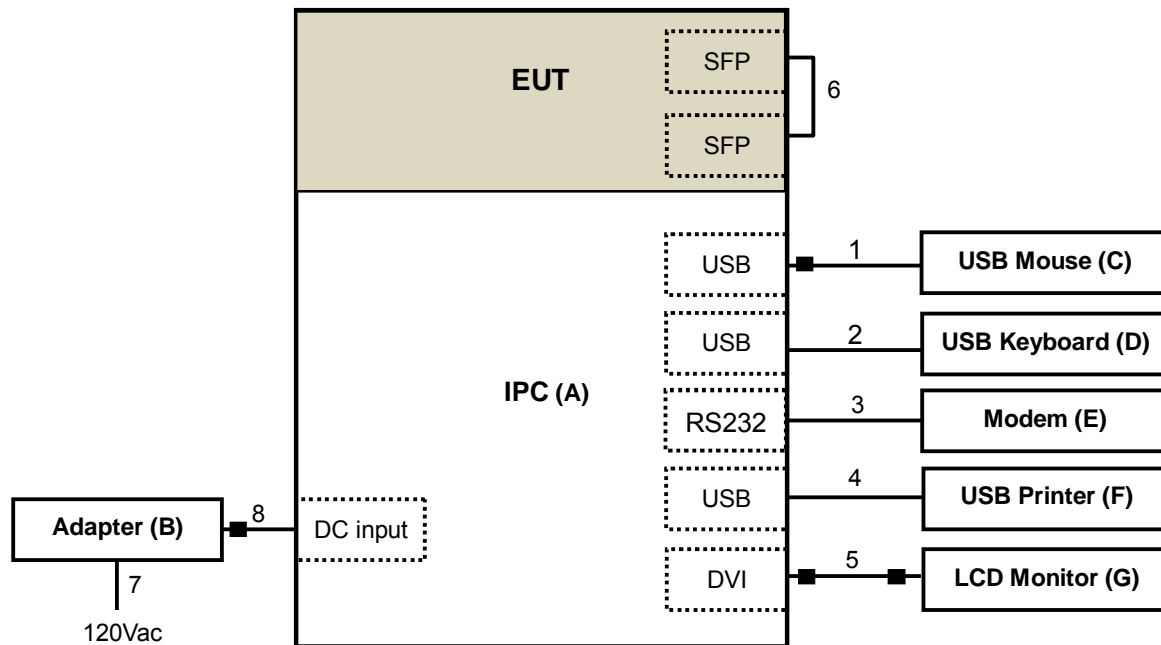 EUT
SFP
6
SFP
USB
1
USB Mouse (C)
USB
2
USB Keyboard (D)
IPC (A)
RS232
3
Modem (E)
USB
4
USB Printer (F)
Adapter (B)
8
DC input
DVI
5
LCD Monitor (G)
7
120Vac